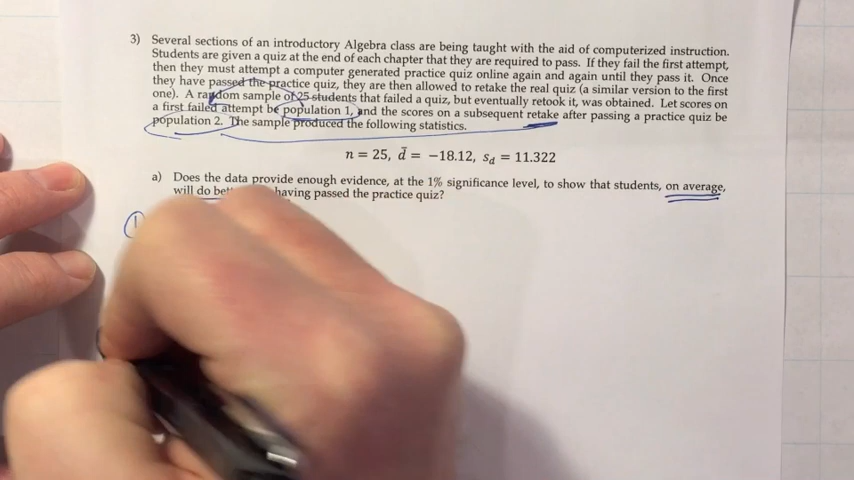 3) Several sections of an introductory Algebra class are being taught with the aid of computerized instruction.
Students are given a quiz at the end of each chapter that they are required to pass. If they fail the first attempt,
then they must attempt a computer generated practice quiz online again and again until they pass it. Once
they have passed the practice quiz, they are then allowed to retake the real quiz (a similar version to the first
one). A random sample of 25 students that failed a quiz, but eventually retook it, was obtained. Let scores on
a first failed attempt be population 1, and the scores on a subsequent retake after passing a practice quiz be
population 2. The sample produced the following statistics.
n = 25, d̄ = −18.12, s_d = 11.322
a) Does the data provide enough evidence, at the 1% significance level, to show that students, on average,
will do having passed the practice quiz?